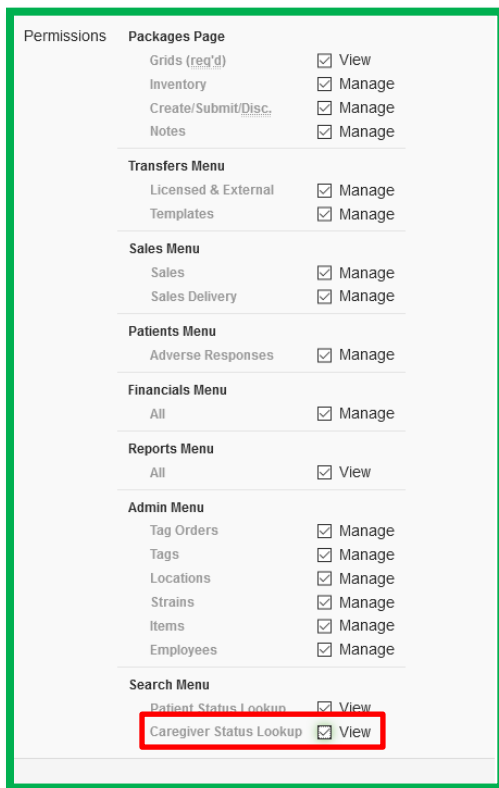 Permissions Packages Page
Grids (req'd) View
Inventory Manage
Create/Submit/Disc. Manage
Notes Manage
Transfers Menu
Licensed & External Manage
Templates Manage
Sales Menu
Sales Manage
Sales Delivery Manage
Patients Menu
Adverse Responses Manage
Financials Menu
All Manage
Reports Menu
All View
Admin Menu
Tag Orders Manage
Tags Manage
Locations Manage
Strains Manage
Items Manage
Employees Manage
Search Menu
Patient Status Lookup View
Caregiver Status Lookup View